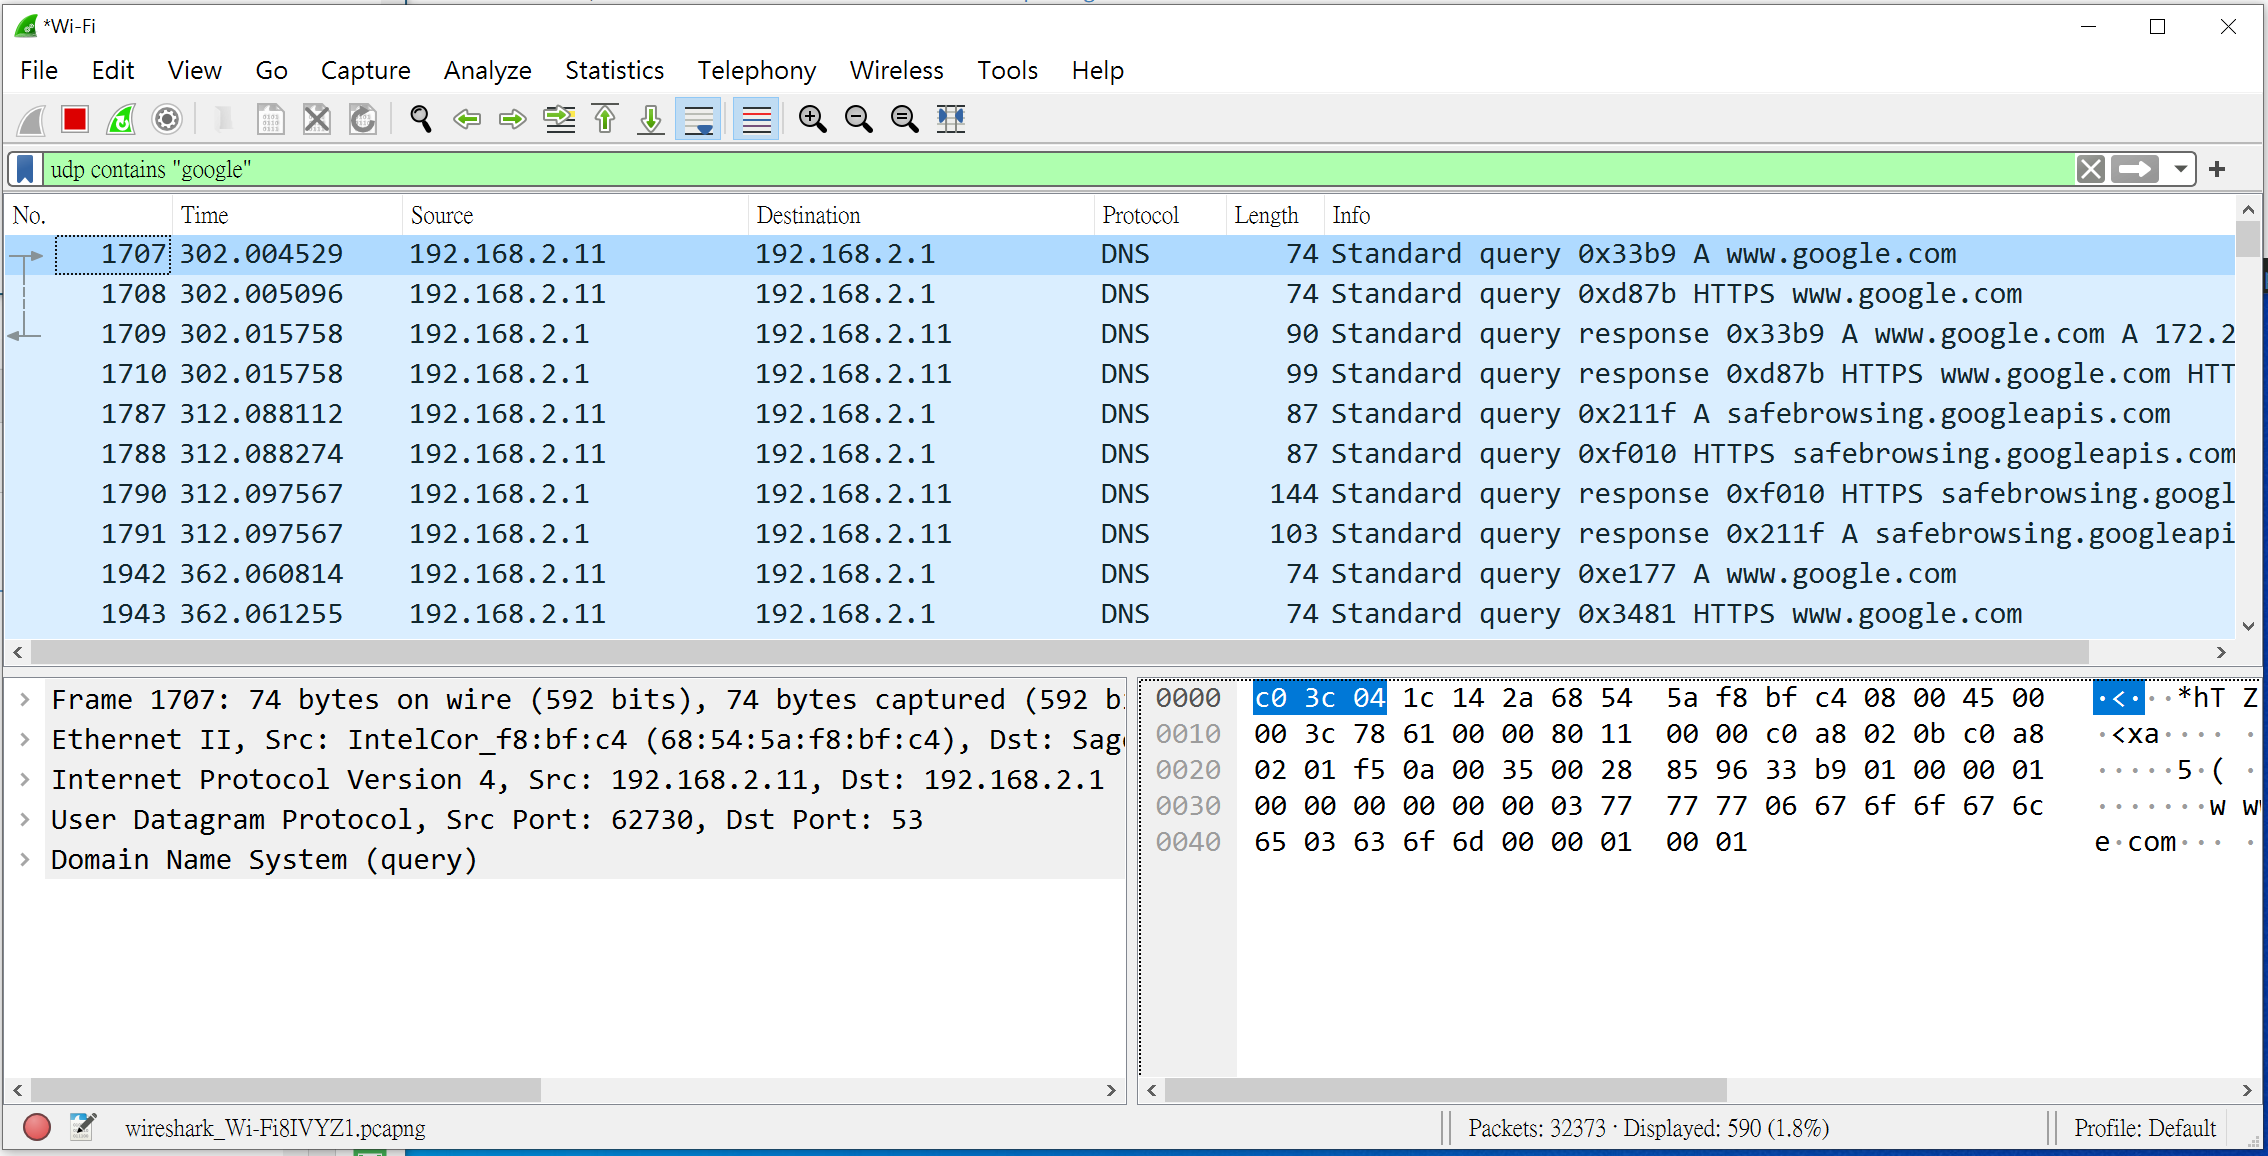 *Wi-Fi
File Edit View Go Capture Analyze Statistics Telephony Wireless Tools Help
udp contains "google"
No. Time Source Destination Protocol Length Info
1707 302.004529 192.168.2.11 192.168.2.1 DNS 74 Standard query 0x33b9 A www.google.com
1708 302.005096 192.168.2.11 192.168.2.1 DNS 74 Standard query 0xd87b HTTPS www.google.com
1709 302.015758 192.168.2.1 192.168.2.11 DNS 90 Standard query response 0x33b9 A www.google.com A 172.2
1710 302.015758 192.168.2.1 192.168.2.11 DNS 99 Standard query response 0xd87b HTTPS www.google.com HTT
1787 312.088112 192.168.2.11 192.168.2.1 DNS 87 Standard query 0x211f A safebrowsing.googleapis.com
1788 312.088274 192.168.2.11 192.168.2.1 DNS 87 Standard query 0xf010 HTTPS safebrowsing.googleapis.com
1790 312.097567 192.168.2.1 192.168.2.11 DNS 144 Standard query response 0xf010 HTTPS safebrowsing.googl
1791 312.097567 192.168.2.1 192.168.2.11 DNS 103 Standard query response 0x211f A safebrowsing.googleapi
1942 362.060814 192.168.2.11 192.168.2.1 DNS 74 Standard query 0xe177 A www.google.com
1943 362.061255 192.168.2.11 192.168.2.1 DNS 74 Standard query 0x3481 HTTPS www.google.com
Frame 1707: 74 bytes on wire (592 bits), 74 bytes captured (592 b
Ethernet II, Src: IntelCor_f8:bf:c4 (68:54:5a:f8:bf:c4), Dst: Sag
Internet Protocol Version 4, Src: 192.168.2.11, Dst: 192.168.2.1
User Datagram Protocol, Src Port: 62730, Dst Port: 53
Domain Name System (query)
0000 c0 3c 04 1c 14 2a 68 54 5a f8 bf c4 08 00 45 00 ·<···*hT Z
0010 00 3c 78 61 00 00 80 11 00 00 c0 a8 02 0b c0 a8 ·<xa···· ·
0020 02 01 f5 0a 00 35 00 28 85 96 33 b9 01 00 00 01 ·····5·( ·
0030 00 00 00 00 00 00 03 77 77 77 06 67 6f 6f 67 6c ·······w w
0040 65 03 63 6f 6d 00 00 01 00 01 e·com··· ·
wireshark_Wi-Fi8IVYZ1.pcapng Packets: 32373 · Displayed: 590 (1.8%) Profile: Default